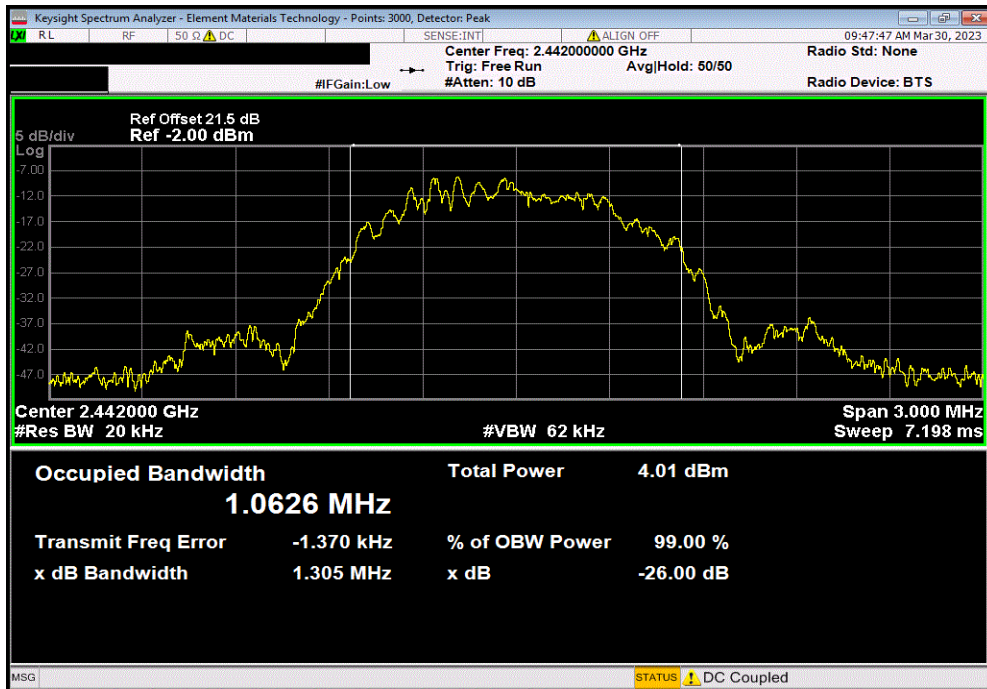 Keysight Spectrum Analyzer - Element Materials Technology - Points: 3000, Detector: Peak
LXI RL RF 50 Ω DC SENSE:INT ALIGN OFF 09:47:47 AM Mar 30, 2023
Center Freq: 2.442000000 GHz Radio Std: None
Trig: Free Run Avg|Hold: 50/50
#IFGain:Low #Atten: 10 dB Radio Device: BTS
Ref Offset 21.5 dB
5 dB/div Ref -2.00 dBm
Log
-7.00
-12.0
-17.0
-22.0
-27.0
-32.0
-37.0
-42.0
-47.0
Center 2.442000 GHz Span 3.000 MHz
#Res BW 20 kHz #VBW 62 kHz Sweep 7.198 ms
Occupied Bandwidth Total Power 4.01 dBm
1.0626 MHz
Transmit Freq Error -1.370 kHz % of OBW Power 99.00 %
x dB Bandwidth 1.305 MHz x dB -26.00 dB
MSG STATUS DC Coupled